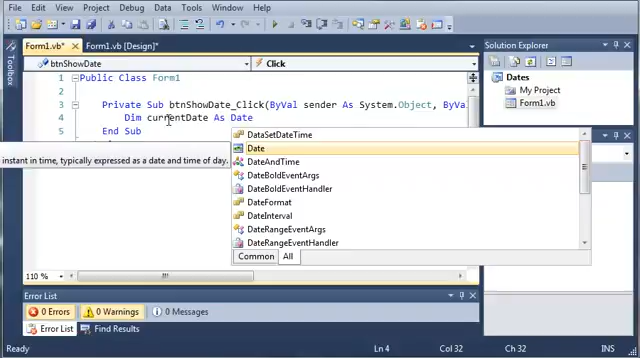 File Edit View Project Build Debug Team Data Tools Window Help
Form1.vb* Form1.vb [Design]*
Solution Explorer
Toolbox
btnShowDate Click
Dates
My Project
Form1.vb
1 Public Class Form1
2
3 Private Sub btnShowDate_Click(ByVal sender As System.Object, ByVa
4 Dim currentDate As Date
5 End Sub
DataSetDateTime
Date
instant in time, typically expressed as a date and time of day.
DateAndTime
DateBoldEventArgs
DateBoldEventHandler
DateFormat
DateInterval
DateRangeEventArgs
DateRangeEventHandler
Common All
110 %
Error List
0 Errors 0 Warnings 0 Messages
Error List Find Results
Ready Ln 4 Col 32 Ch 32 INS